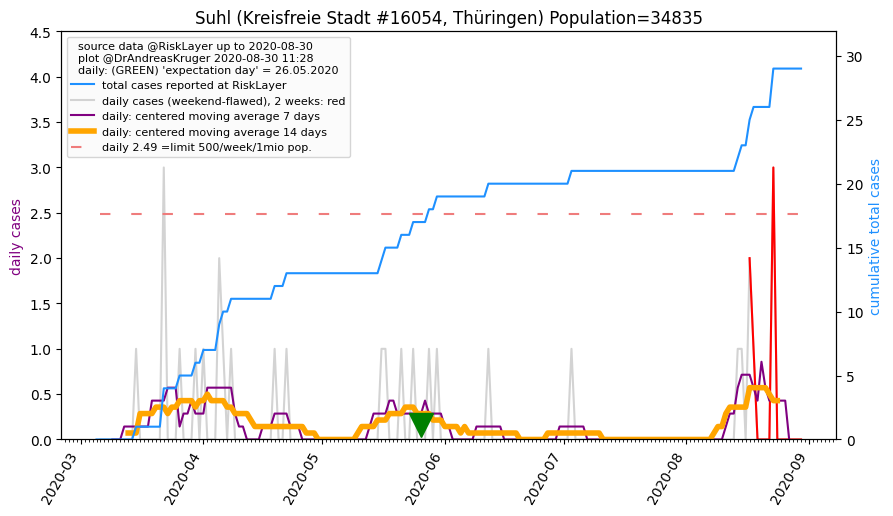 Suhl (Kreisfreie Stadt #16054, Thüringen) Population=34835
source data @RiskLayer up to 2020-08-30
plot @DrAndreasKruger 2020-08-30 11:28
daily: (GREEN) 'expectation day' = 26.05.2020
total cases reported at RiskLayer
daily cases (weekend-flawed), 2 weeks: red
daily: centered moving average 7 days
daily: centered moving average 14 days
daily 2.49 =limit 500/week/1mio pop.
daily cases
4.5
4.0
3.5
3.0
2.5
2.0
1.5
1.0
0.5
0.0
cumulative total cases
30
25
20
15
10
5
0
2020-03
2020-04
2020-05
2020-06
2020-07
2020-08
2020-09